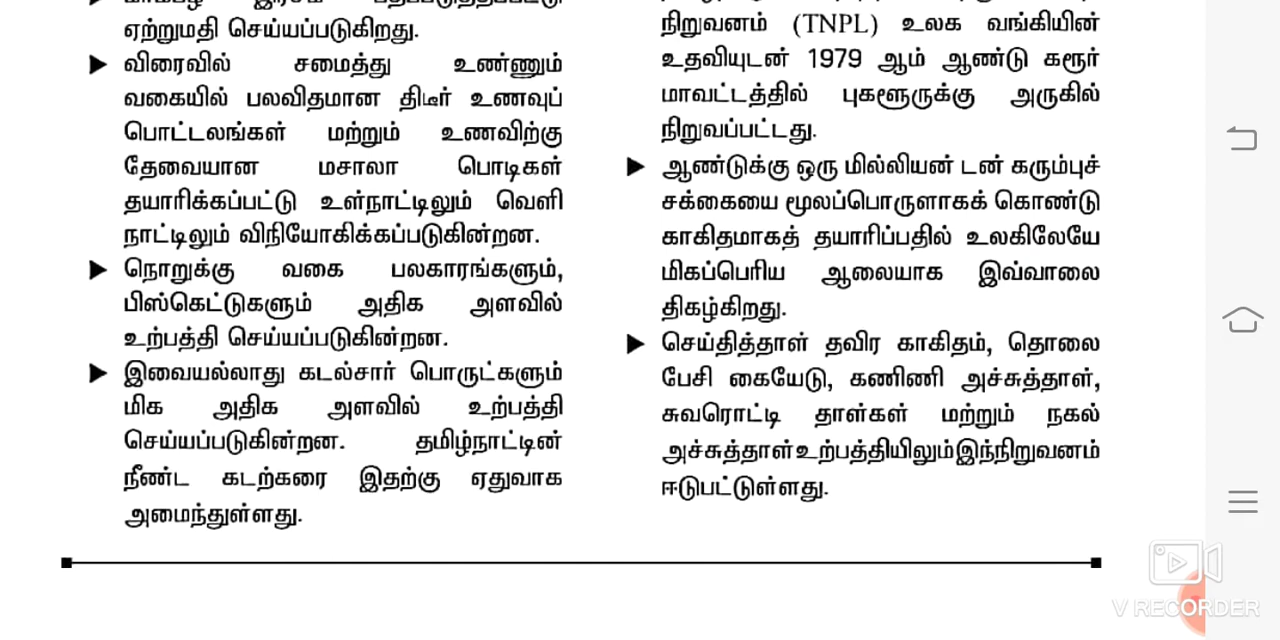 ஏற்றுமதி செய்யப்படுகிறது.
▶ விரைவில் சமைத்து உண்ணும்
வகையில் பலவிதமான திடீர் உணவுப்
பொட்டலங்கள் மற்றும் உணவிற்கு
தேவையான மசாலா பொடிகள்
தயாரிக்கப்பட்டு உள்நாட்டிலும் வெளி
நாட்டிலும் விநியோகிக்கப்படுகின்றன.
▶ நொறுக்கு வகை பலகாரங்களும்,
பிஸ்கெட்டுகளும் அதிக அளவில்
உற்பத்தி செய்யப்படுகின்றன.
▶ இவையல்லாது கடல்சார் பொருட்களும்
மிக அதிக அளவில் உற்பத்தி
செய்யப்படுகின்றன. தமிழ்நாட்டின்
நீண்ட கடற்கரை இதற்கு ஏதுவாக
அமைந்துள்ளது.
நிறுவனம் (TNPL) உலக வங்கியின்
உதவியுடன் 1979 ஆம் ஆண்டு கரூர்
மாவட்டத்தில் புகளூருக்கு அருகில்
நிறுவப்பட்டது.
▶ ஆண்டுக்கு ஒரு மில்லியன் டன் கரும்புச்
சக்கையை மூலப்பொருளாகக் கொண்டு
காகிதமாகத் தயாரிப்பதில் உலகிலேயே
மிகப்பெரிய ஆலையாக இவ்வாலை
திகழ்கிறது.
▶ செய்தித்தாள் தவிர காகிதம், தொலை
பேசி கையேடு, கணிணி அச்சுத்தாள்,
சுவரொட்டி தாள்கள் மற்றும் நகல்
அச்சுத்தாள் உற்பத்தியிலும் இந்நிறுவனம்
ஈடுபட்டுள்ளது.
V RECORDER